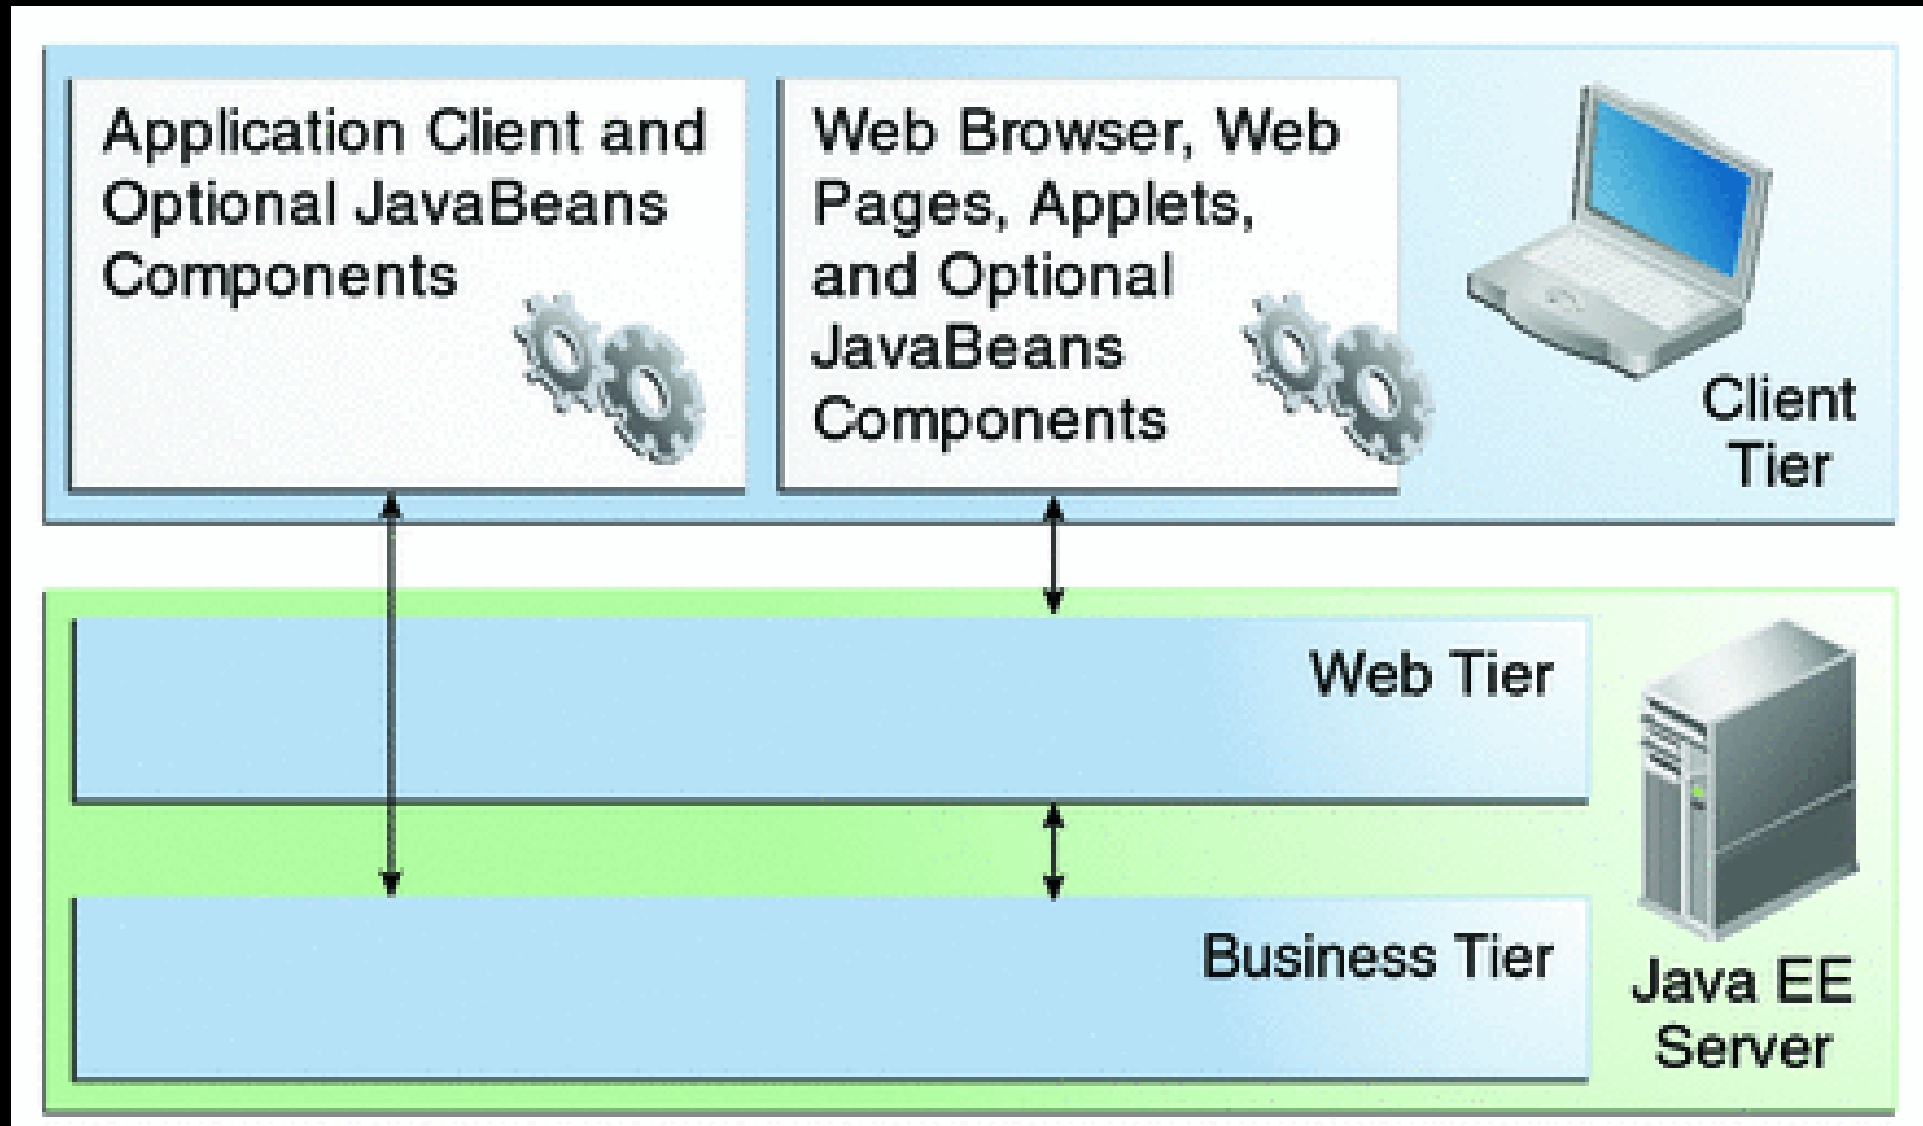 Application Client and
Optional JavaBeans
Components
Web Browser, Web
Pages, Applets,
and Optional
JavaBeans
Components
Client
Tier
Web Tier
Business Tier
Java EE
Server